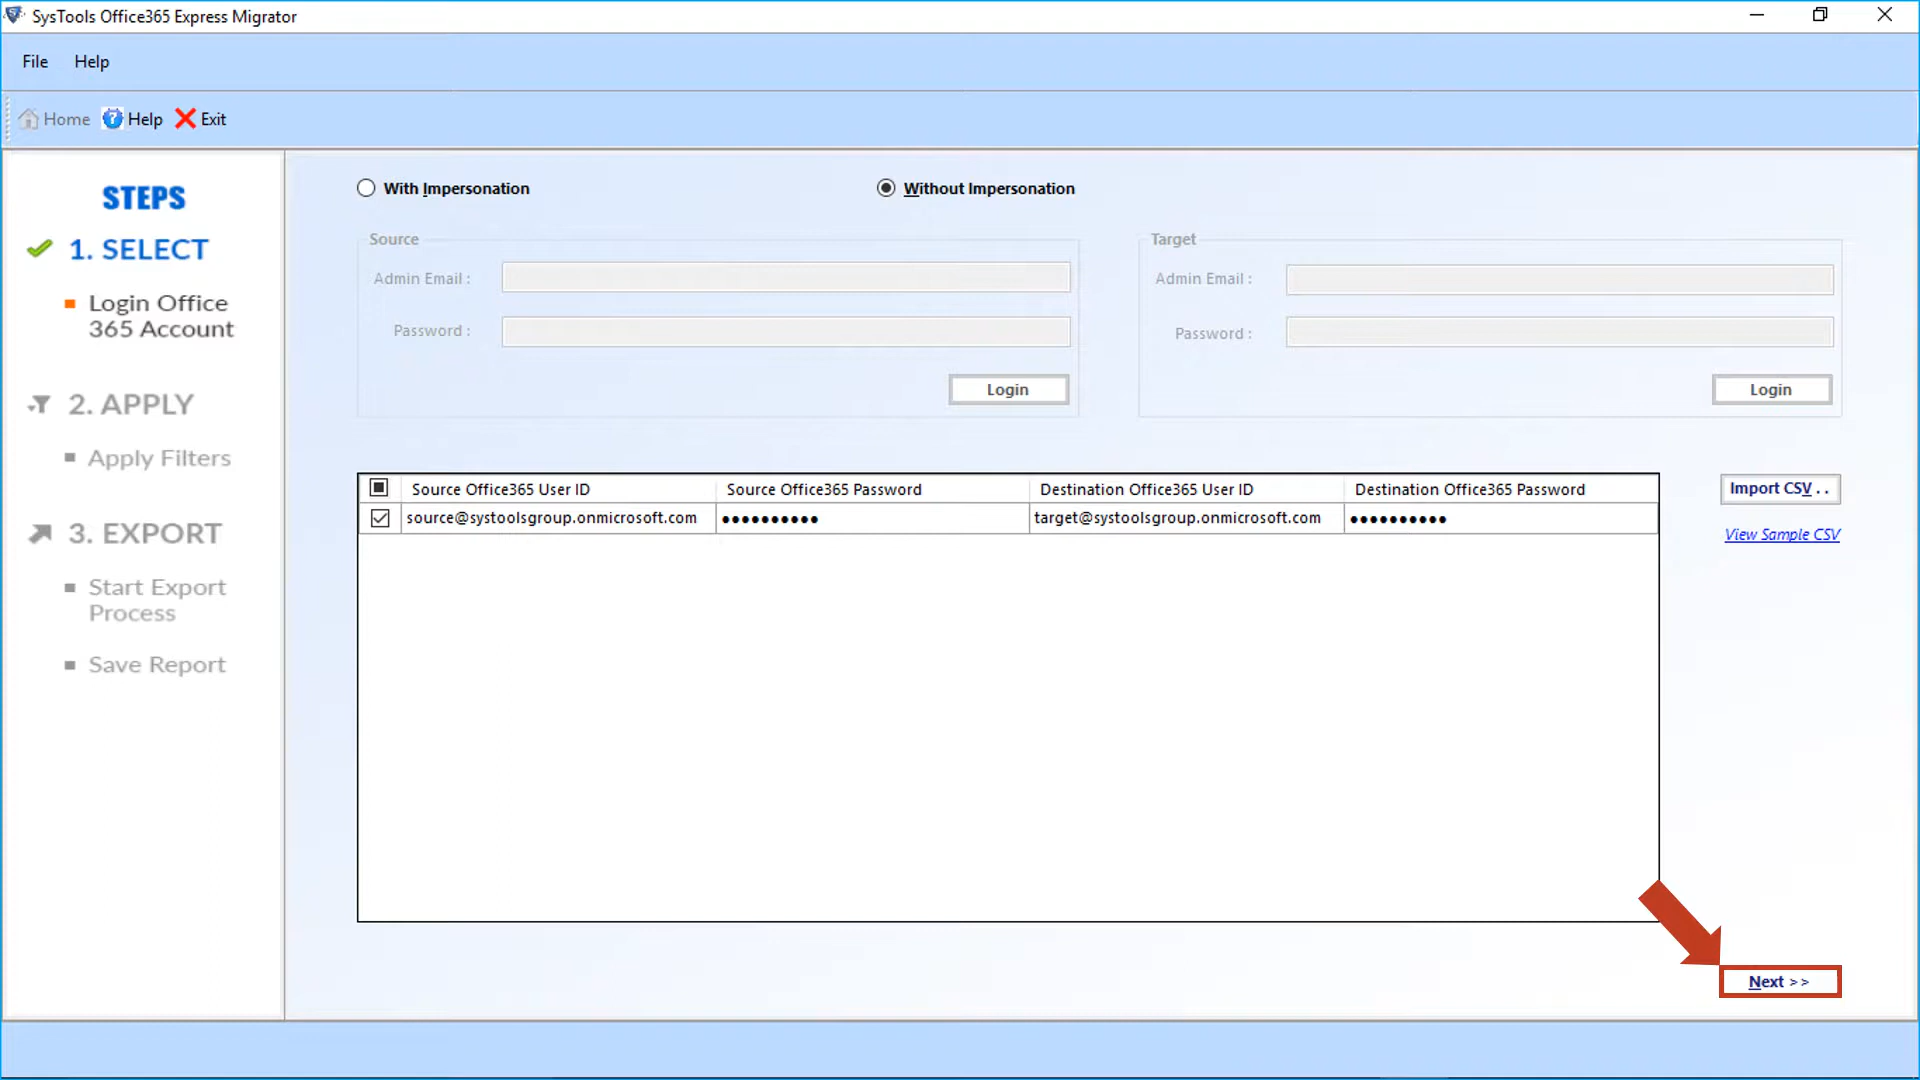 SysTools Office365 Express Migrator
File Help
Home Help Exit
STEPS
1. SELECT
Login Office
365 Account
2. APPLY
Apply Filters
3. EXPORT
Start Export
Process
Save Report
With Impersonation Without Impersonation
Source
Admin Email :
Password :
Login
Target
Admin Email :
Password :
Login
Source Office365 User ID Source Office365 Password Destination Office365 User ID Destination Office365 Password
source@systoolsgroup.onmicrosoft.com ●●●●●●●●●● target@systoolsgroup.onmicrosoft.com ●●●●●●●●●●
Import CSV . .
View Sample CSV
Next >>